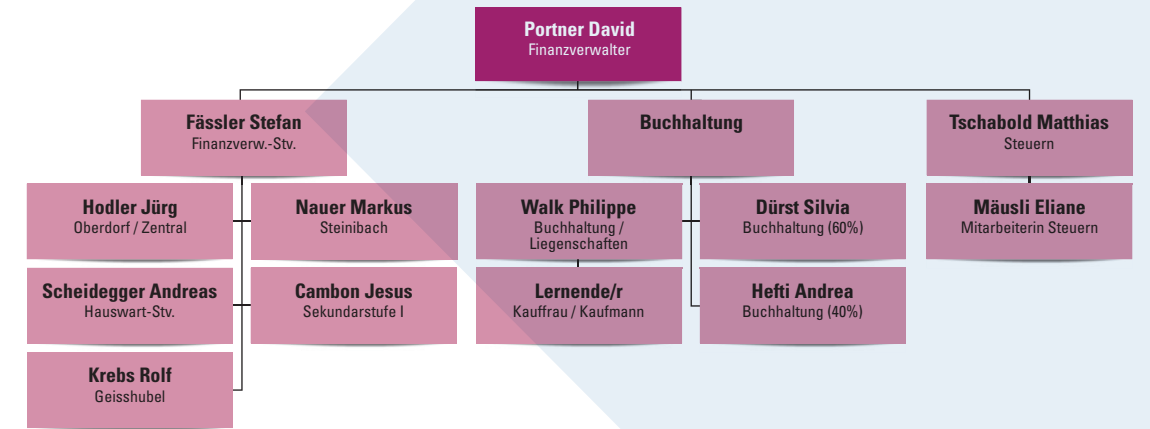 Portner David
Finanzverwalter
Fässler Stefan
Finanzverw.-Stv.
Buchhaltung
Tschabold Matthias
Steuern
Hodler Jürg
Oberdorf / Zentral
Nauer Markus
Steinibach
Walk Philippe
Buchhaltung /
Liegenschaften
Dürst Silvia
Buchhaltung (60%)
Mäusli Eliane
Mitarbeiterin Steuern
Scheidegger Andreas
Hauswart-Stv.
Cambon Jesus
Sekundarstufe I
Lernende/r
Kauffrau / Kaufmann
Hefti Andrea
Buchhaltung (40%)
Krebs Rolf
Geisshubel